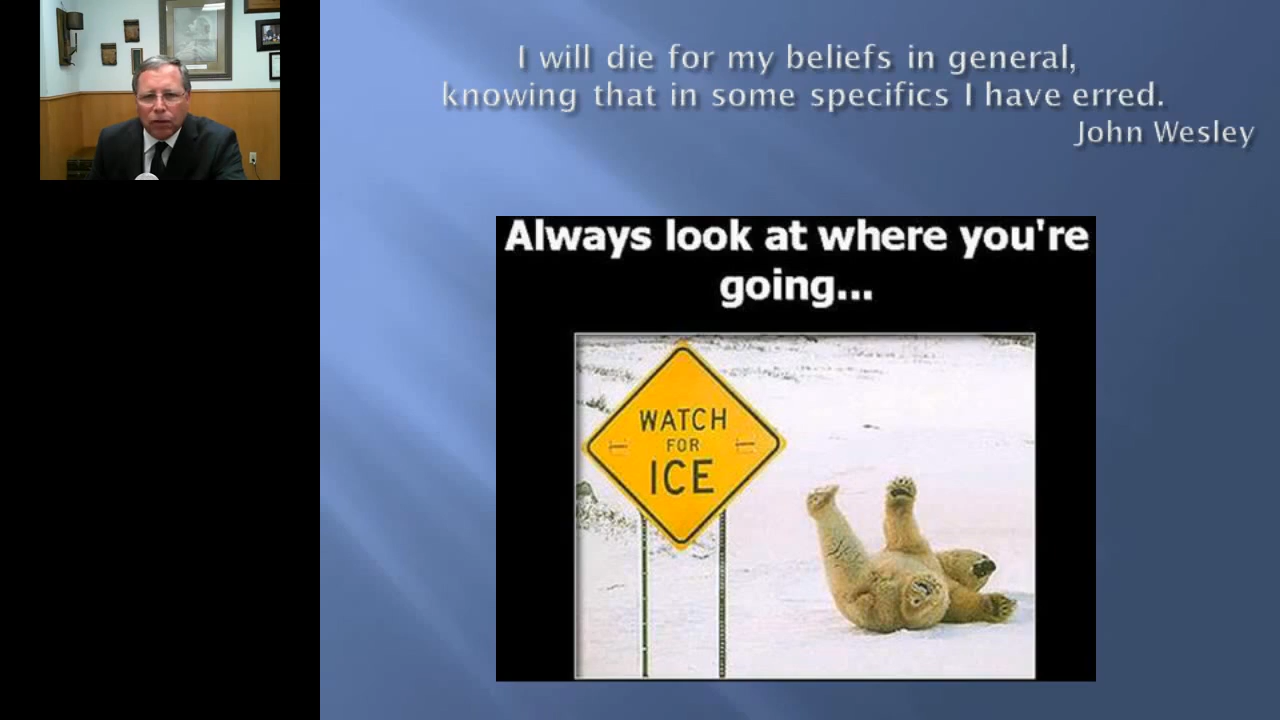 I will die for my beliefs in general,
knowing that in some specifics I have erred.
John Wesley
Always look at where you're
going...
WATCH
FOR
ICE